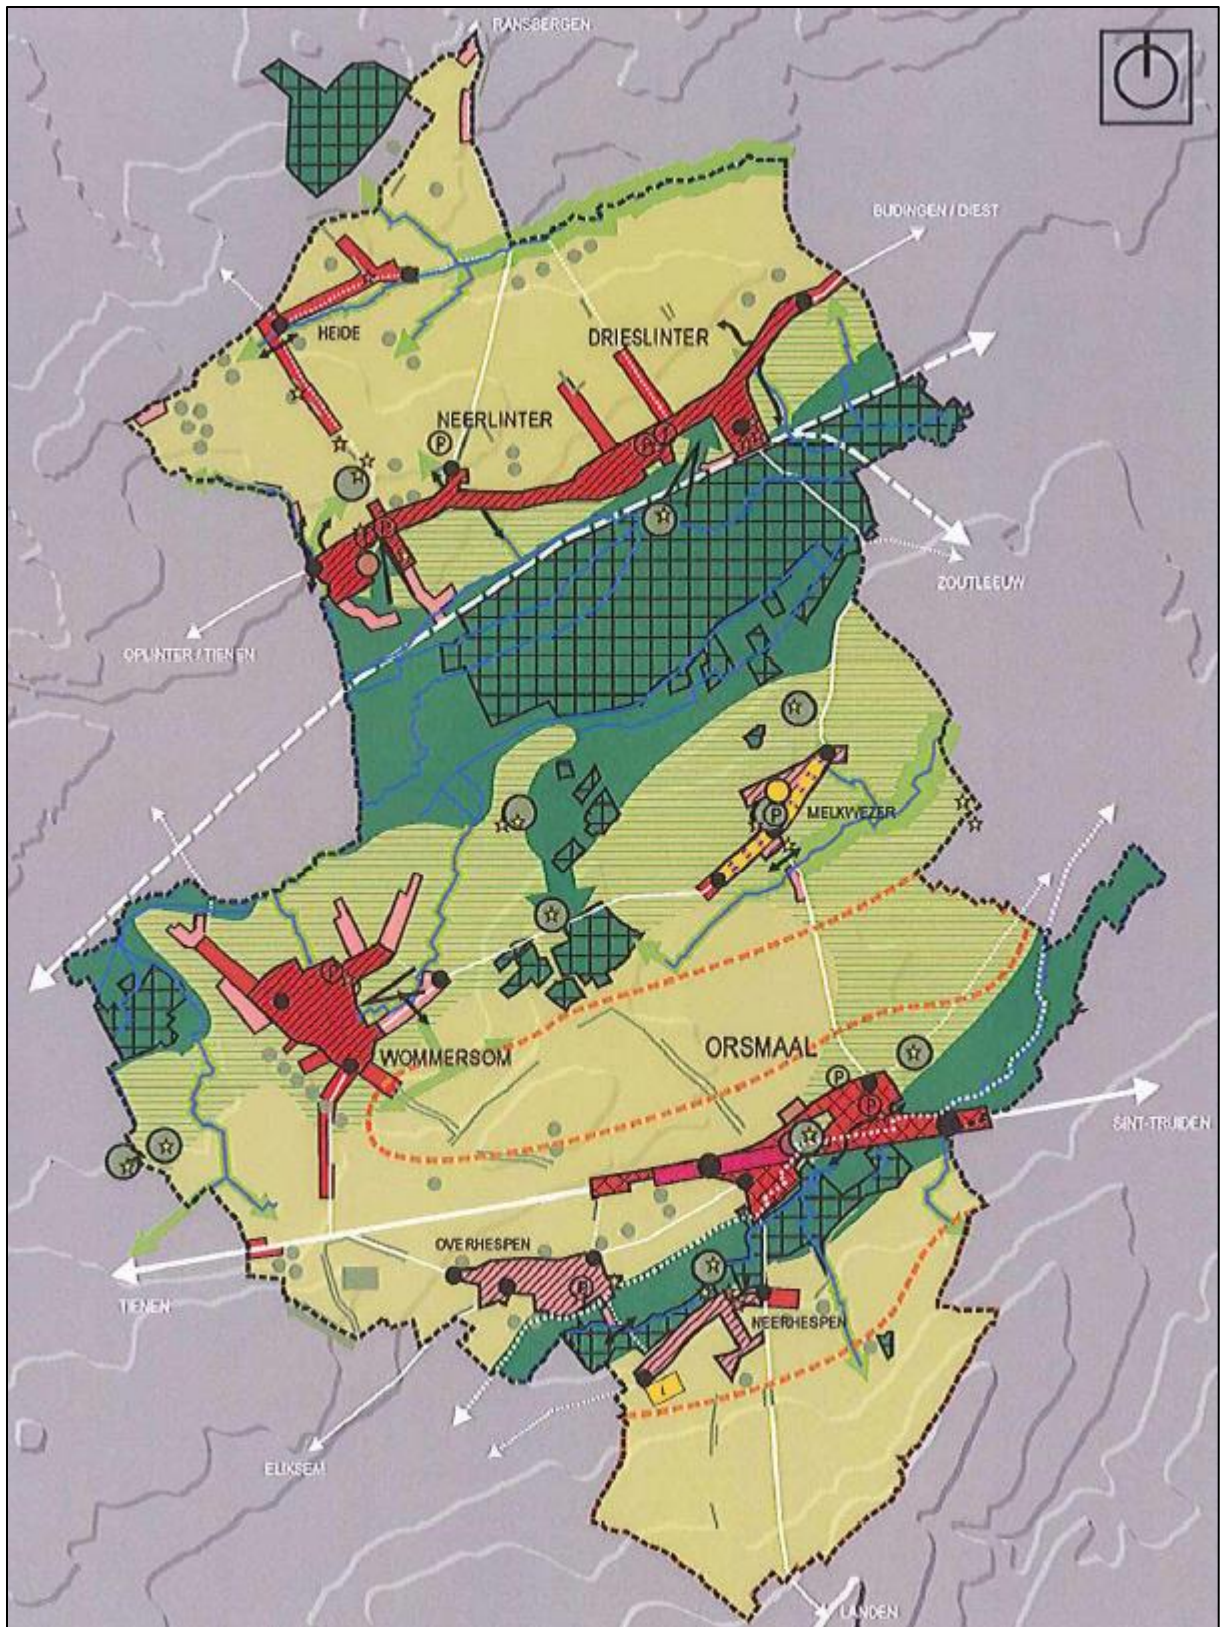 RANSBERGEN
BUDINGEN / DIEST
HEIDE
DRIESLINTER
NEERLINTER
P
P
P
ZOUTLEEUW
OPLINTER / TIENEN
P
MELKWEZER
WOMMERSOM
ORSMAAL
P
P
SINT-TRUIDEN
OVERHESPEN
P
TIENEN
NEERHESPEN
L
ELIKSEM
LANDEN